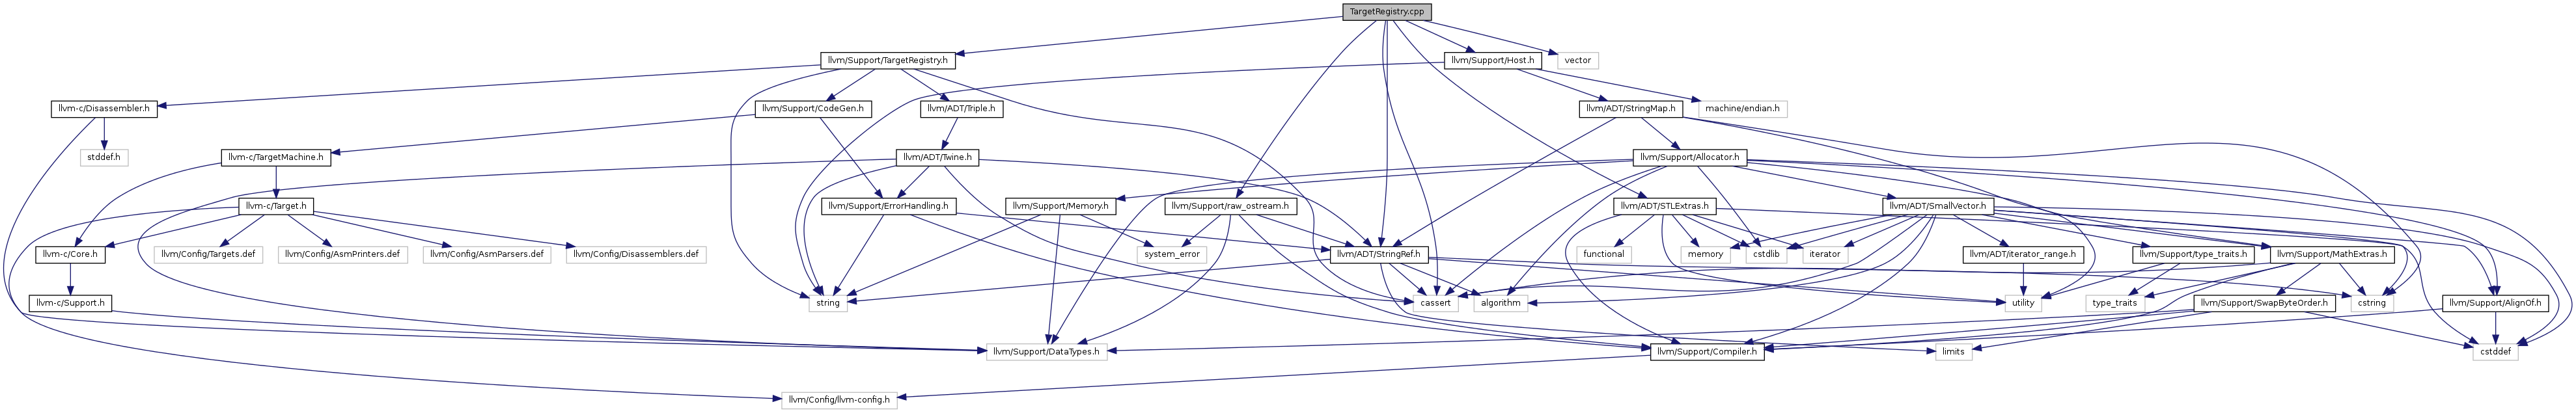 TargetRegistry.cpp
llvm/Support/TargetRegistry.h
llvm/Support/Host.h
vector
llvm-c/Disassembler.h
llvm/Support/CodeGen.h
llvm/ADT/Triple.h
llvm/ADT/StringMap.h
machine/endian.h
stddef.h
llvm-c/TargetMachine.h
llvm/ADT/Twine.h
llvm/Support/Allocator.h
llvm-c/Target.h
llvm/Support/ErrorHandling.h
llvm/Support/Memory.h
llvm/Support/raw_ostream.h
llvm/ADT/STLExtras.h
llvm/ADT/SmallVector.h
llvm-c/Core.h
llvm/Config/Targets.def
llvm/Config/AsmPrinters.def
llvm/Config/AsmParsers.def
llvm/Config/Disassemblers.def
system_error
llvm/ADT/StringRef.h
functional
memory
cstdlib
iterator
llvm/ADT/iterator_range.h
llvm/Support/type_traits.h
llvm/Support/MathExtras.h
llvm-c/Support.h
string
cassert
algorithm
utility
type_traits
llvm/Support/SwapByteOrder.h
cstring
llvm/Support/AlignOf.h
llvm/Support/DataTypes.h
llvm/Support/Compiler.h
limits
cstddef
llvm/Config/llvm-config.h